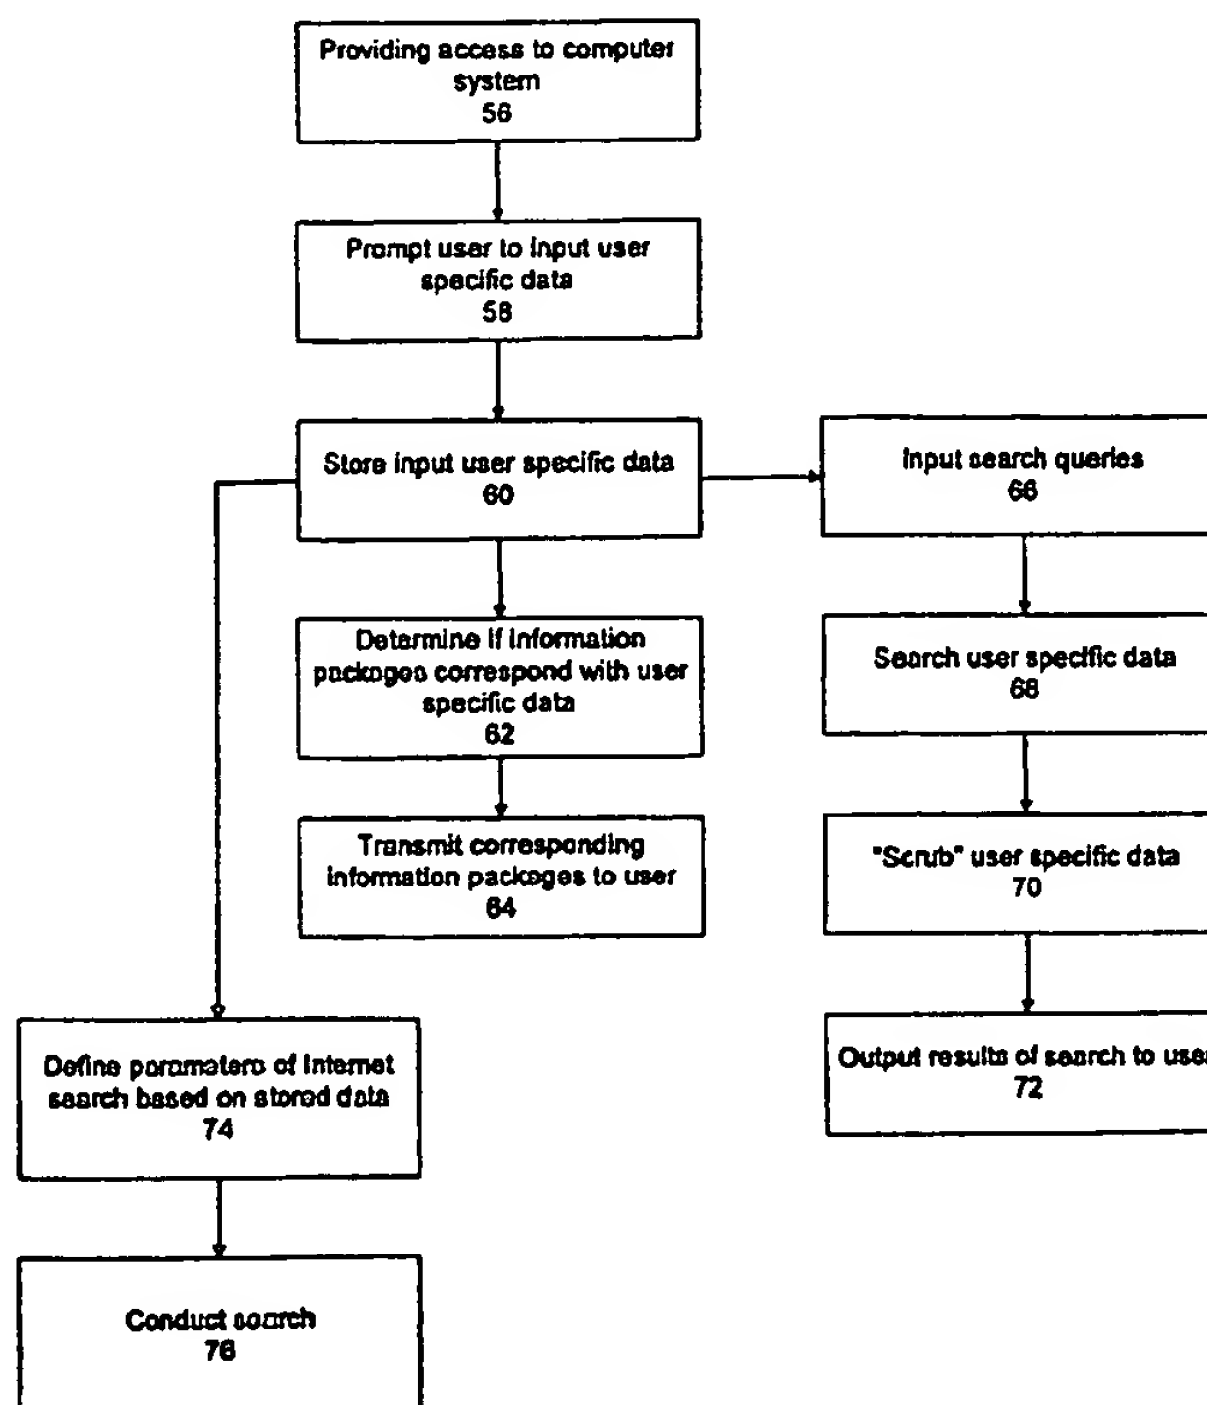 Providing access to computer
system
56
Prompt user to input user
specific data
58
Store input user specific data
60
Input search queries
66
Determine if information
packages correspond with user
specific data
62
Search user specific data
68
Transmit corresponding
information packages to user
64
"Scrub" user specific data
70
Output results of search to user
72
Define paramaters of Internet
search based on stored data
74
Conduct search
76